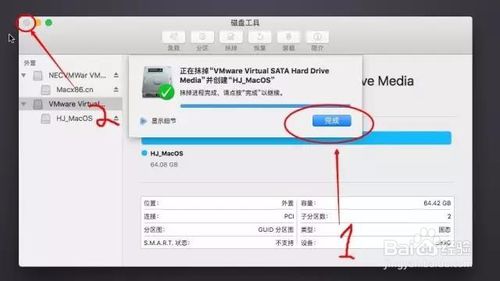 磁盘工具
急救 分区 抹掉 恢复 装载 简介
外置
NECVMWar VM...
Macx86.cn
VMware Virtual...
HJ_MacOS
正在抹掉“VMware Virtual SATA Hard Drive
Media”并创建“HJ_MacOS”
抹掉进程完成，请点按“完成”以继续。
显示细节
完成
Media
HJ_MacOS
64.08 GB
位置： 外置
容量： 64.42 GB
连接： PCI
子分区数： 2
分区图： GUID 分区图
类型： 固态
S.M.A.R.T. 状态： 不支持
设备：
1
2
Baidu 经验
jingyan.baidu.com